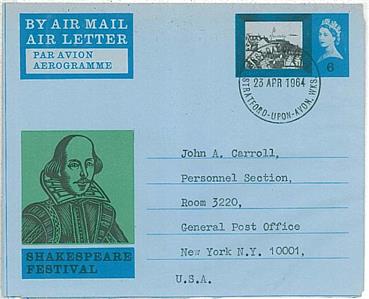 BY AIR MAIL
AIR LETTER
PAR AVION
AEROGRAMME
6
23 APR 1964
STRATFORD-UPON-AVON, WKS.
John A. Carroll,
Personnel Section,
Room 3220,
General Post Office
New York N.Y. 10001,
U.S.A.
SHAKESPEARE
FESTIVAL